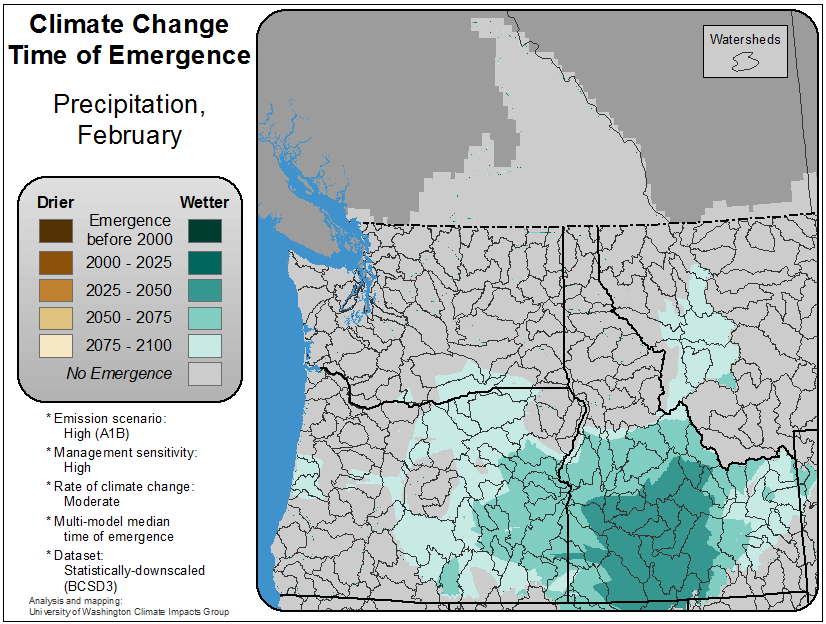 Climate Change
Time of Emergence
Precipitation,
February
Watersheds
Drier Wetter
Emergence
before 2000
2000 - 2025
2025 - 2050
2050 - 2075
2075 - 2100
No Emergence
* Emission scenario:
High (A1B)
* Management sensitivity:
High
* Rate of climate change:
Moderate
* Multi-model median
time of emergence
* Dataset:
Statistically-downscaled
(BCSD3)
Analysis and mapping:
University of Washington Climate Impacts Group